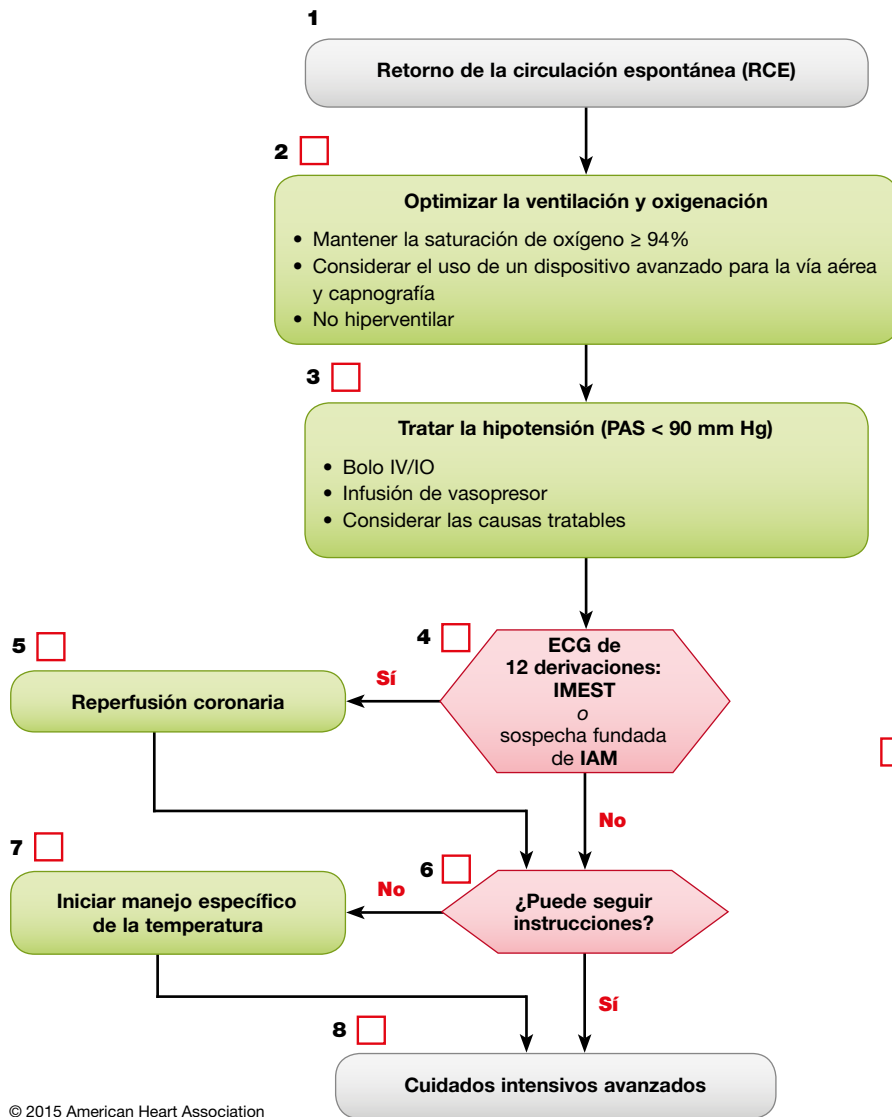 1
Retorno de la circulación espontánea (RCE)
2
Optimizar la ventilación y oxigenación
• Mantener la saturación de oxígeno ≥ 94%
• Considerar el uso de un dispositivo avanzado para la vía aérea
y capnografía
• No hiperventilar
3
Tratar la hipotensión (PAS < 90 mm Hg)
• Bolo IV/IO
• Infusión de vasopresor
• Considerar las causas tratables
4
ECG de
12 derivaciones:
IMEST
o
sospecha fundada
de IAM
Sí
5
Reperfusión coronaria
No
6
¿Puede seguir
instrucciones?
No
7
Iniciar manejo específico
de la temperatura
Sí
8
Cuidados intensivos avanzados
© 2015 American Heart Association